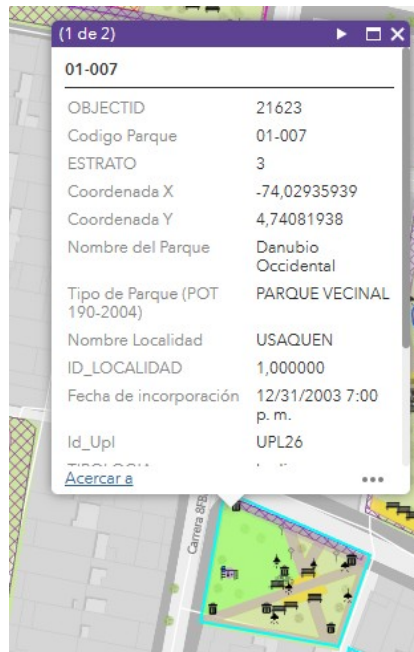 (1 de 2)
01-007
OBJECTID 21623
Codigo Parque 01-007
ESTRATO 3
Coordenada X -74,02935939
Coordenada Y 4,74081938
Nombre del Parque Danubio
Occidental
Tipo de Parque (POT PARQUE VECINAL
190-2004)
Nombre Localidad USAQUEN
ID_LOCALIDAD 1,000000
Fecha de incorporación 12/31/2003 7:00
p. m.
Id_Upl UPL26
Acercar a
Carrera 8FB